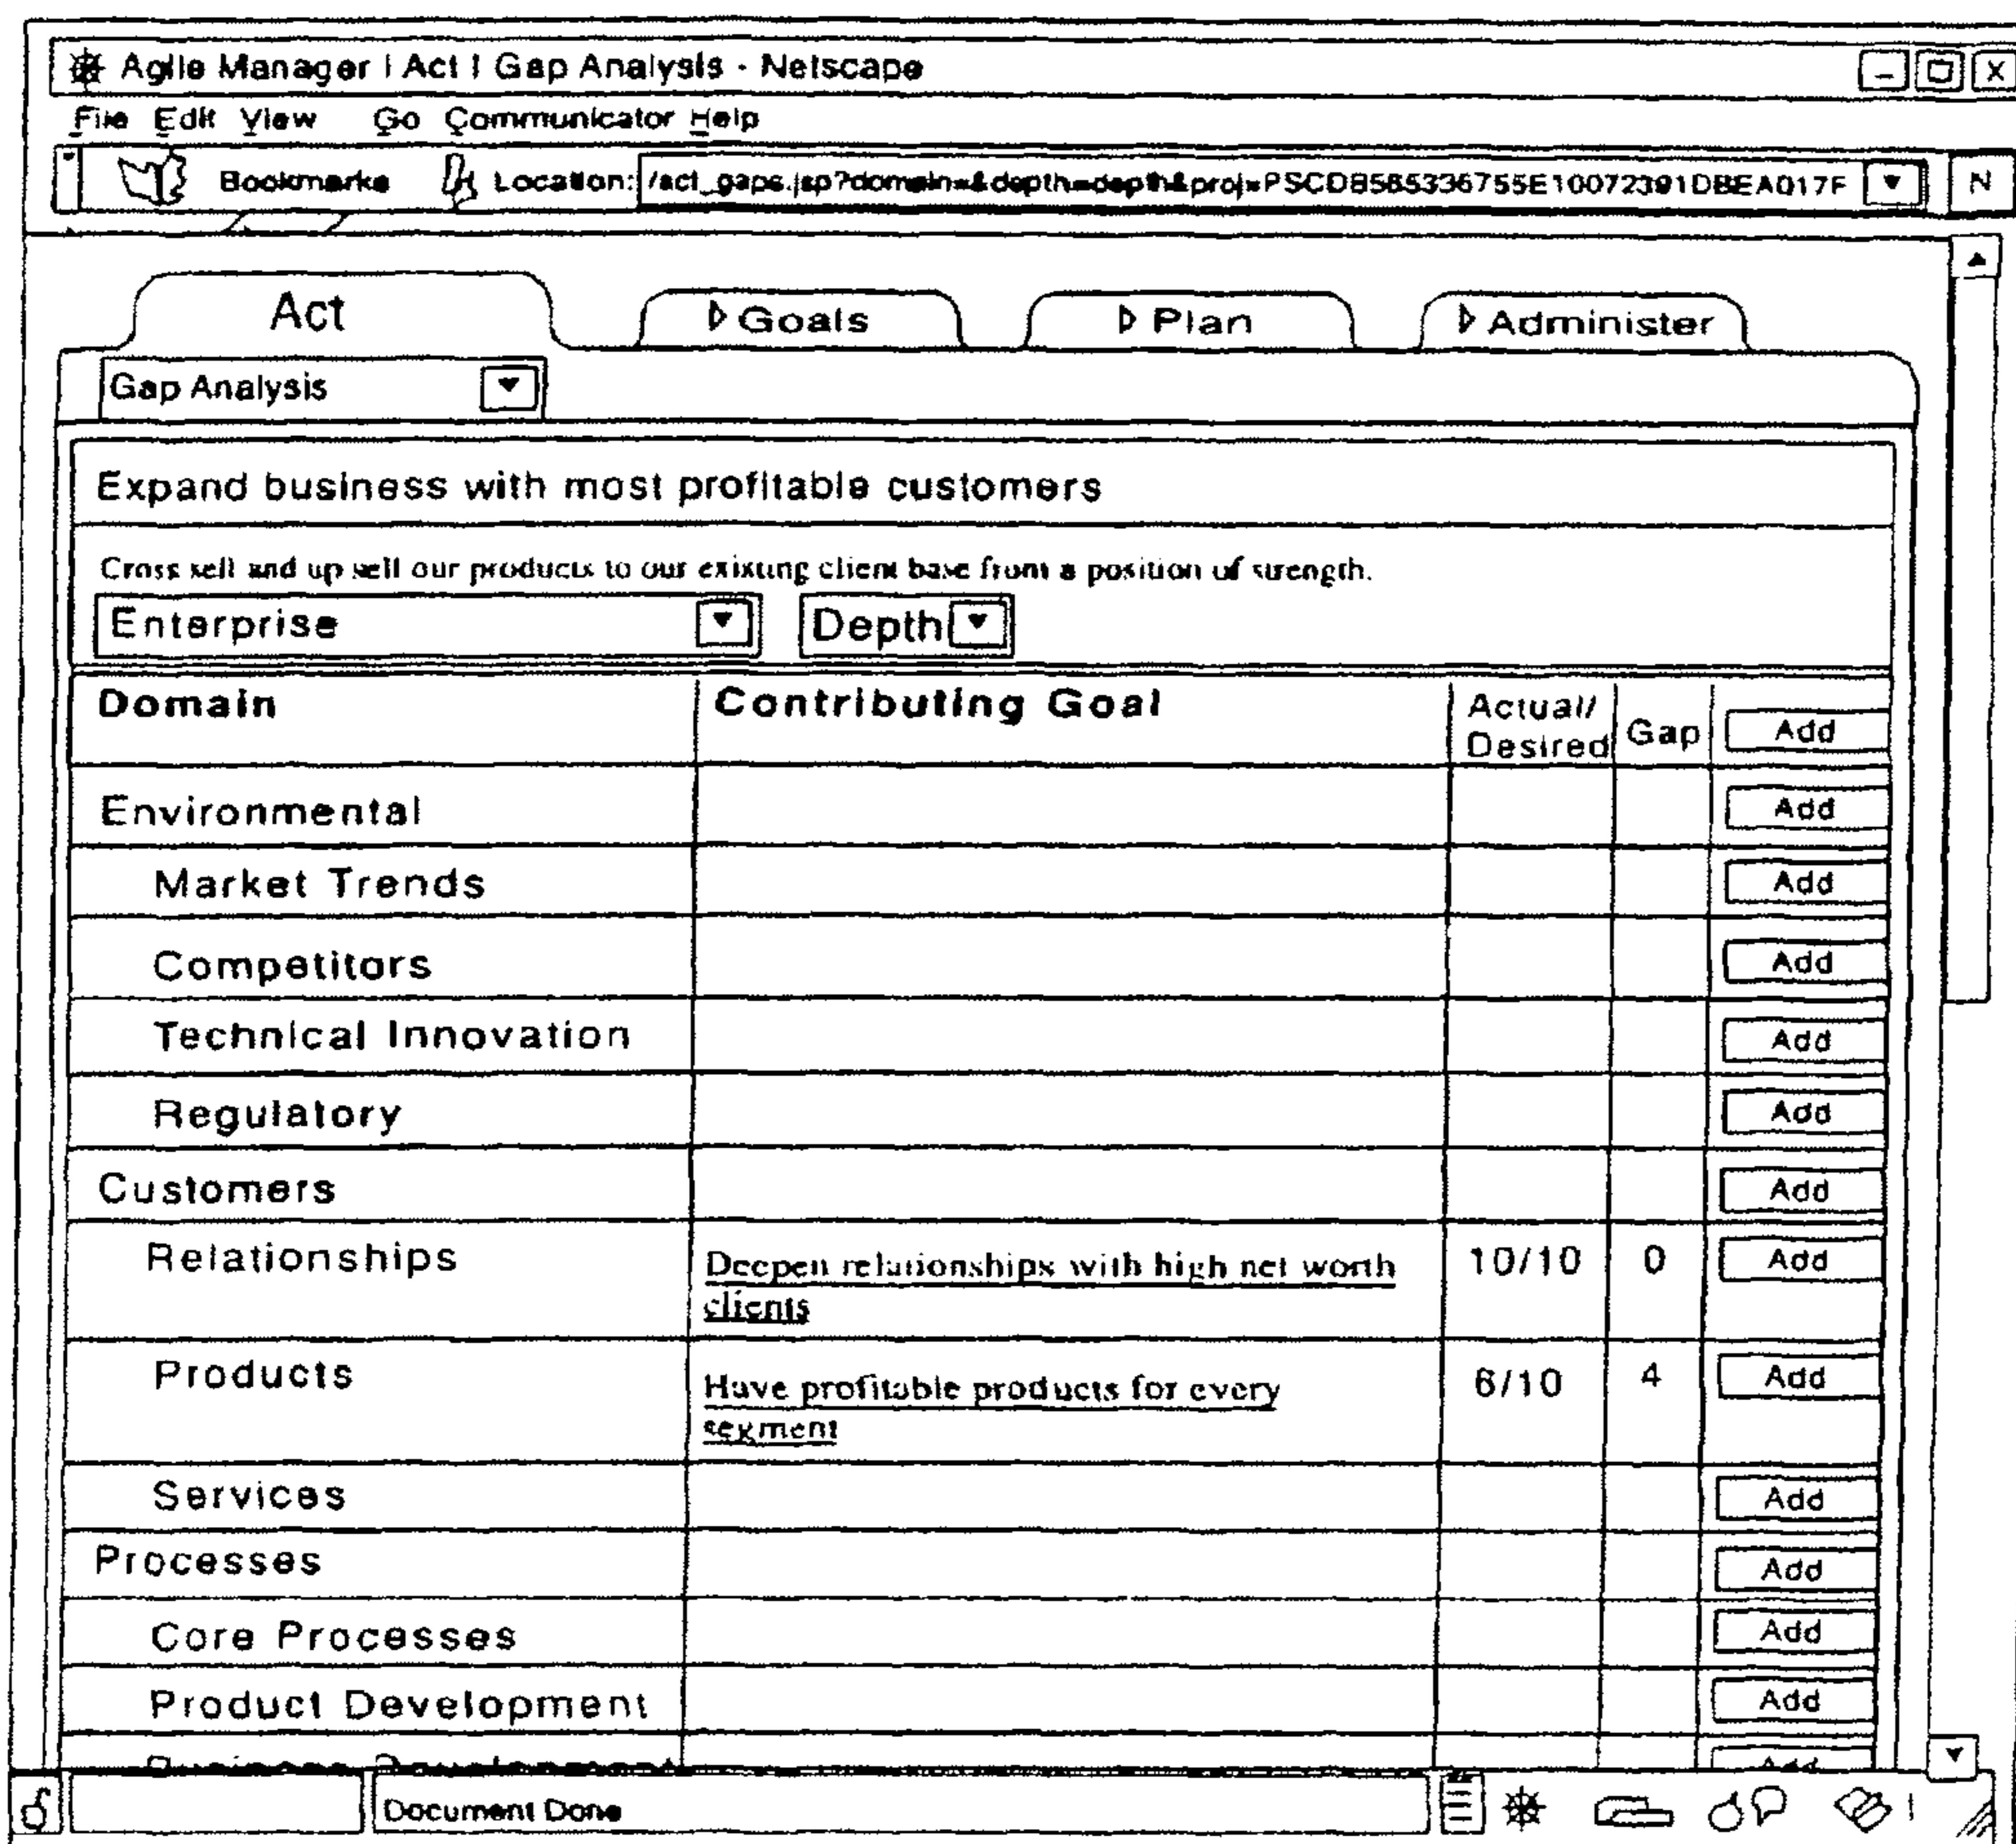 Agile Manager | Act | Gap Analysis - Netscape
File Edit View Go Communicator Help
Bookmarks Location: /act_gaps.jsp?domain=&depth=depth&proj=PSCDB585336755E10072391DBEA017F N
Act Goals Plan Administer
Gap Analysis
Expand business with most profitable customers
Cross sell and up sell our products to our existing client base from a position of strength.
Enterprise Depth
Domain Contributing Goal Actual/ Desired Gap Add
Environmental Add
Market Trends Add
Competitors Add
Technical Innovation Add
Regulatory Add
Customers Add
Relationships Deepen relationships with high net worth 10/10 0 Add
clients
Products Have profitable products for every 6/10 4 Add
segment
Services Add
Processes Add
Core Processes Add
Product Development Add
Business Development Add
Document Done